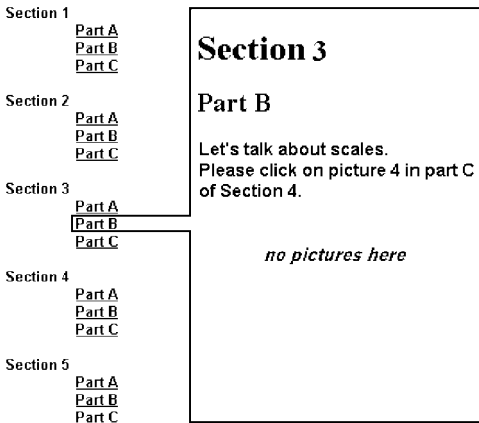 Section 1
Part A
Part B
Part C
Section 2
Part A
Part B
Part C
Section 3
Part A
Part B
Part C
Section 4
Part A
Part B
Part C
Section 5
Part A
Part B
Part C
Section 3
Part B
Let's talk about scales.
Please click on picture 4 in part C
of Section 4.
no pictures here